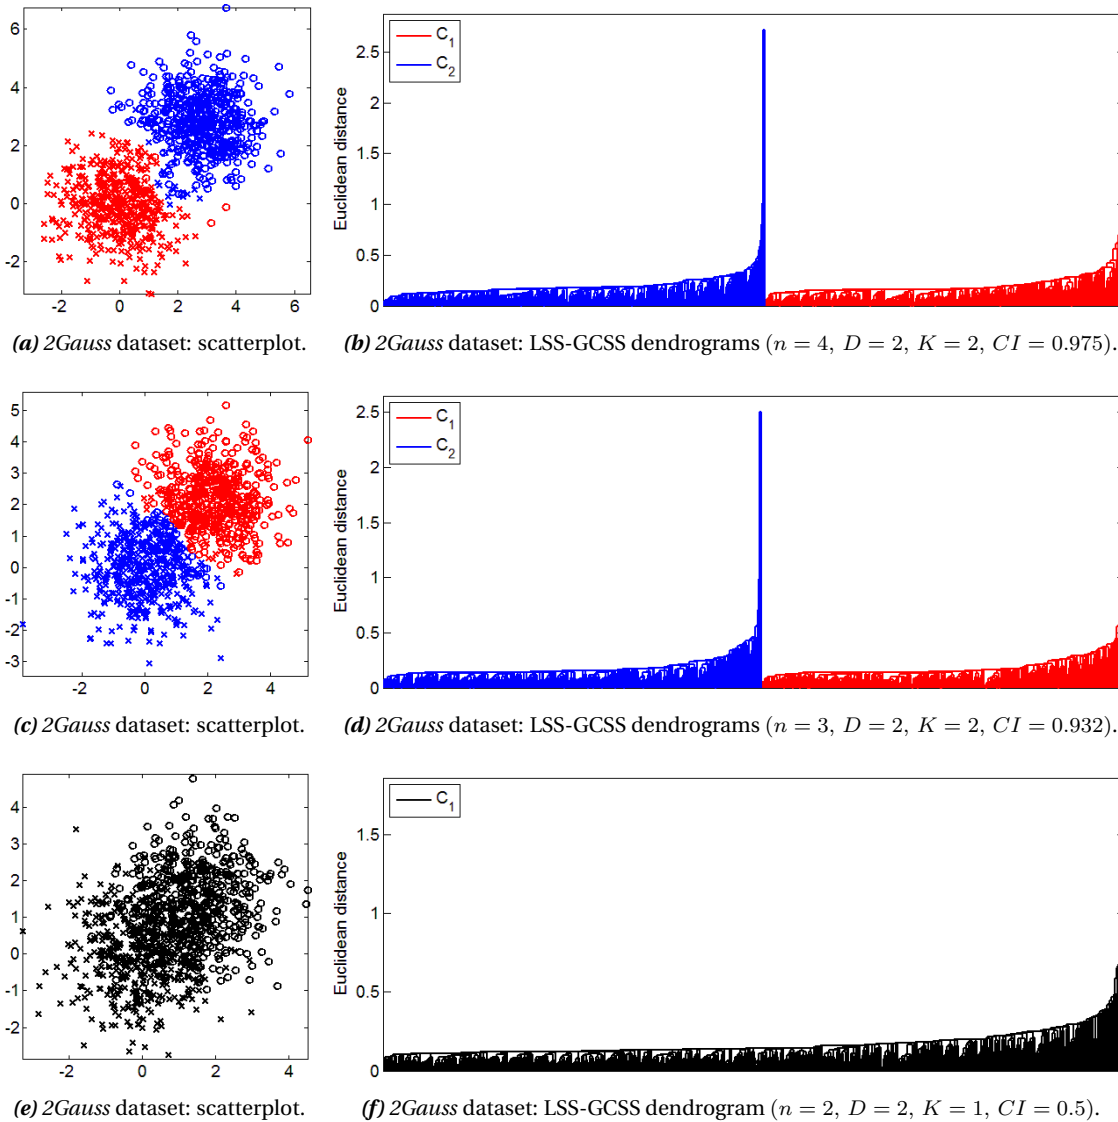 6
4
2
0
-2
-2 0 2 4 6
2.5
2
1.5
1
0.5
0
Euclidean distance
C1
C2
(a) 2Gauss dataset: scatterplot.
(b) 2Gauss dataset: LSS-GCSS dendrograms (n = 4, D = 2, K = 2, CI = 0.975).
5
4
3
2
1
0
-1
-2
-3
-2 0 2 4
2.5
2
1.5
1
0.5
0
Euclidean distance
C1
C2
(c) 2Gauss dataset: scatterplot.
(d) 2Gauss dataset: LSS-GCSS dendrograms (n = 3, D = 2, K = 2, CI = 0.932).
4
3
2
1
0
-1
-2
-2 0 2 4
1.5
1
0.5
0
Euclidean distance
C1
(e) 2Gauss dataset: scatterplot.
(f) 2Gauss dataset: LSS-GCSS dendrogram (n = 2, D = 2, K = 1, CI = 0.5).